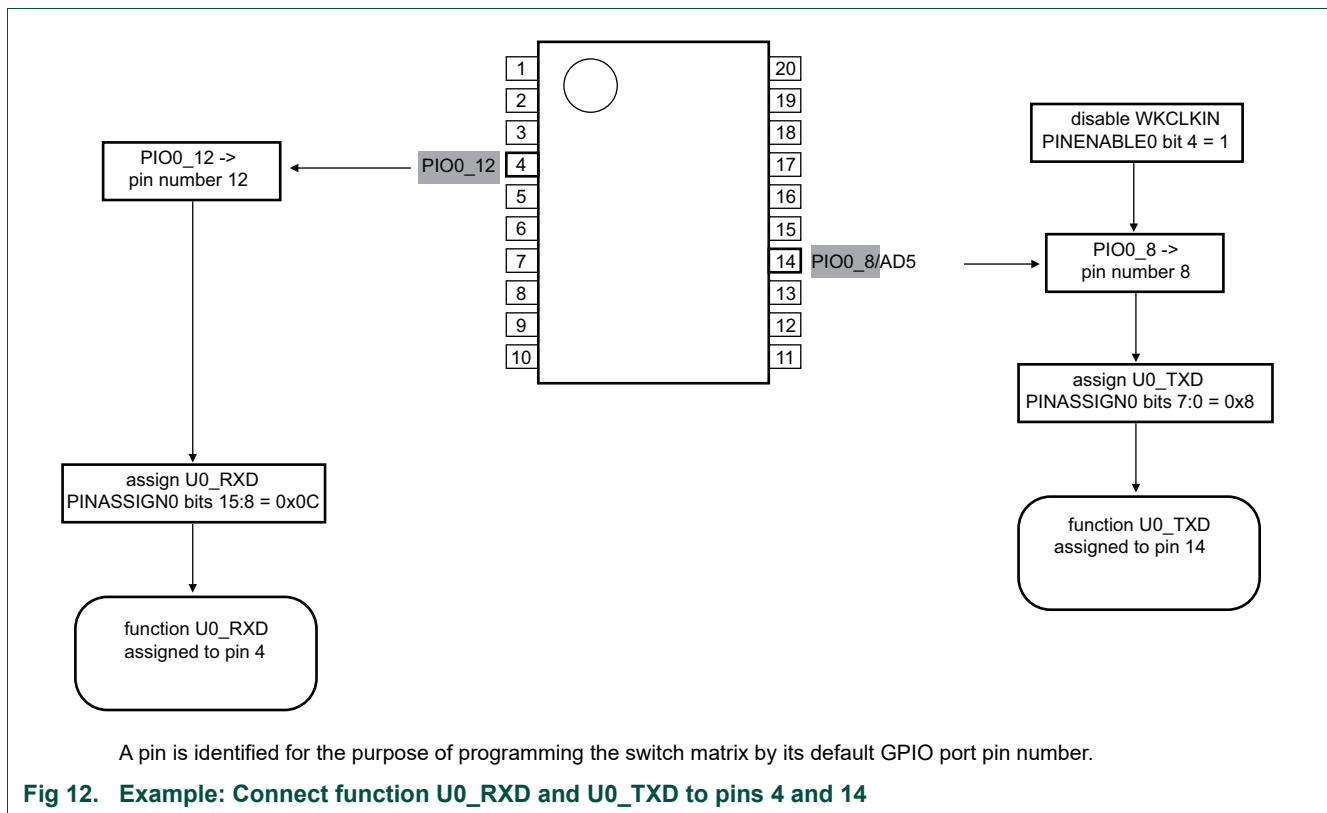 1
2
3
4
5
6
7
8
9
10
20
19
18
17
16
15
14
13
12
11
PIO0_12
PIO0_12 ->
pin number 12
assign U0_RXD
PINASSIGN0 bits 15:8 = 0x0C
function U0_RXD
assigned to pin 4
PIO0_8/AD5
disable WKCLKIN
PINENABLE0 bit 4 = 1
PIO0_8 ->
pin number 8
assign U0_TXD
PINASSIGN0 bits 7:0 = 0x8
function U0_TXD
assigned to pin 14
A pin is identified for the purpose of programming the switch matrix by its default GPIO port pin number.
Fig 12. Example: Connect function U0_RXD and U0_TXD to pins 4 and 14